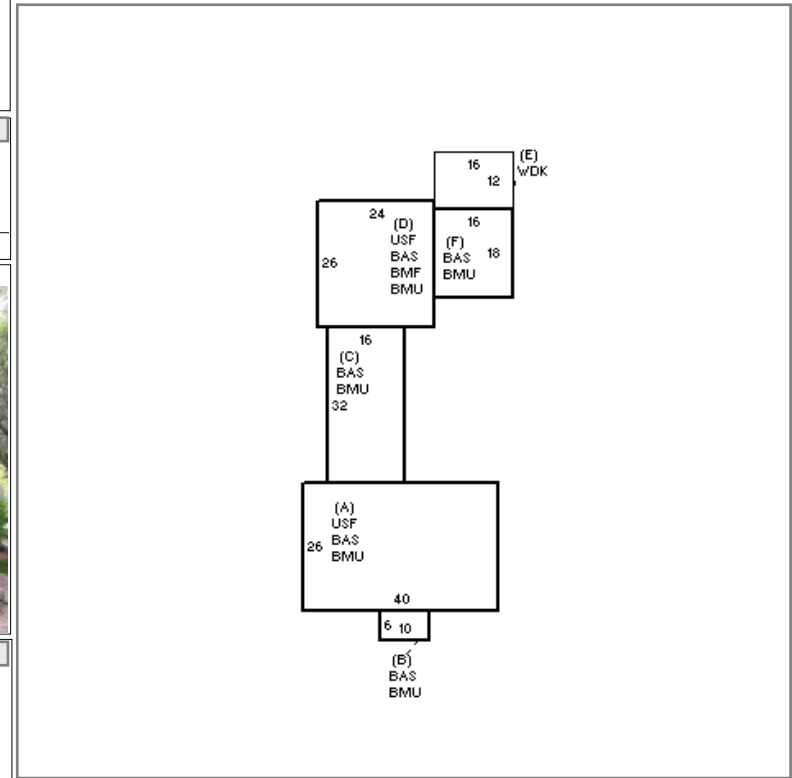 (E)
WDK
16
12
24
(D)
USF
BAS
BMF
BMU
26
16
(F)
BAS
BMU
18
16
(C)
BAS
BMU
32
(A)
USF
BAS
BMU
26
40
6 10
(B)
BAS
BMU